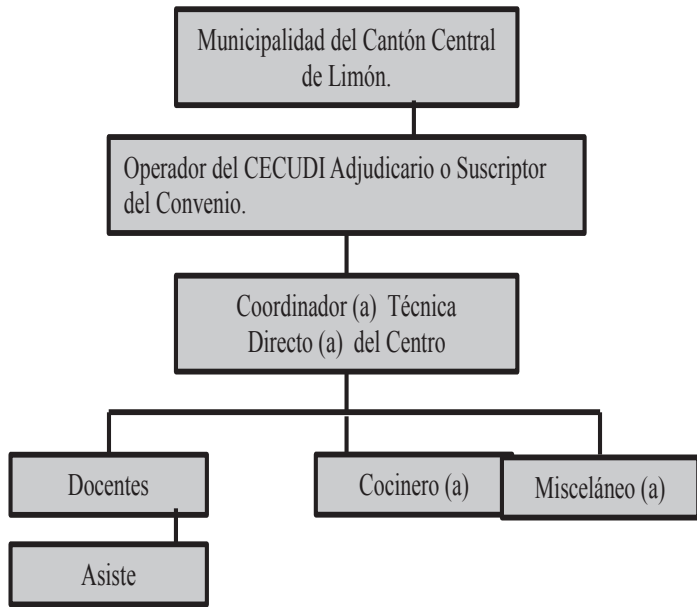 Municipalidad del Cantón Central
de Limón.
Operador del CECUDI Adjudicario o Suscriptor
del Convenio.
Coordinador (a) Técnica
Directo (a) del Centro
Docentes
Cocinero (a)
Misceláneo (a)
Asiste